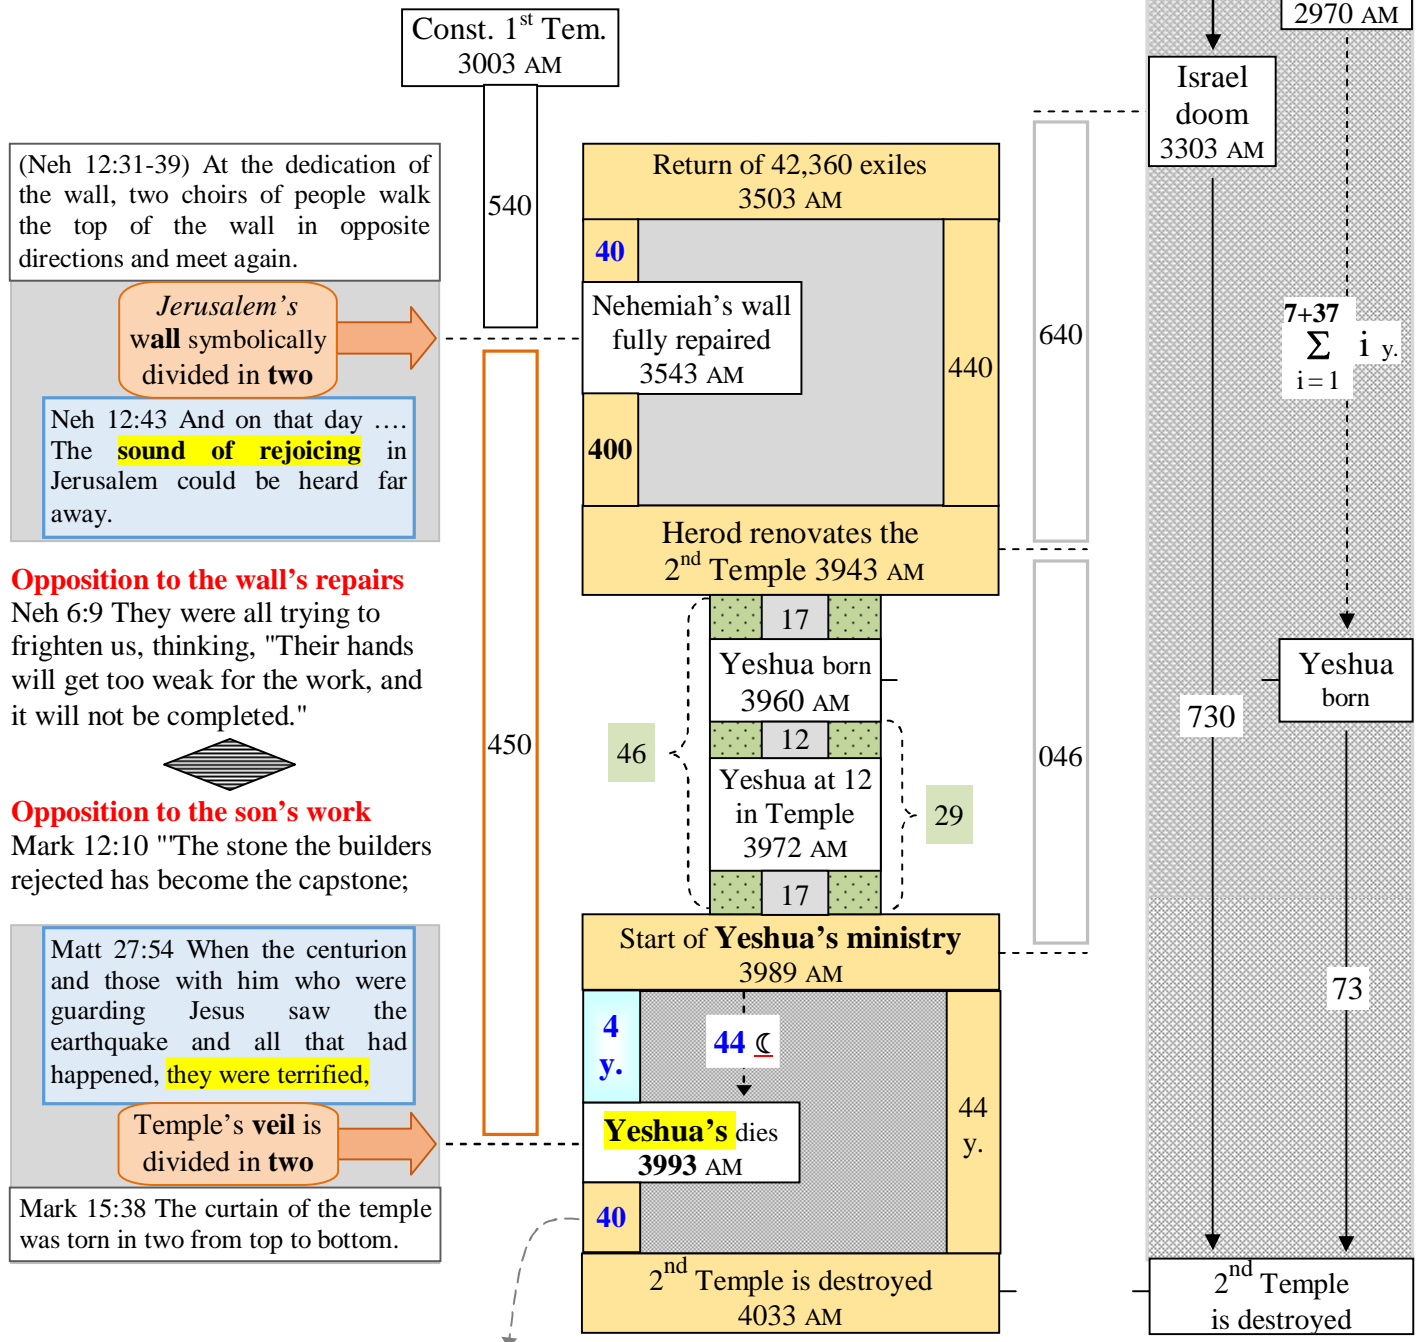 Const. 1st Tem.
3003 AM
540
(Neh 12:31-39) At the dedication of
the wall, two choirs of people walk
the top of the wall in opposite
directions and meet again.
Jerusalem's
wall symbolically
divided in two
Neh 12:43 And on that day ….
The sound of rejoicing in
Jerusalem could be heard far
away.
Opposition to the wall's repairs
Neh 6:9 They were all trying to
frighten us, thinking, "Their hands
will get too weak for the work, and
it will not be completed."
Opposition to the son's work
Mark 12:10 "'The stone the builders
rejected has become the capstone;
Matt 27:54 When the centurion
and those with him who were
guarding Jesus saw the
earthquake and all that had
happened, they were terrified,
Temple's veil is
divided in two
Mark 15:38 The curtain of the temple
was torn in two from top to bottom.
450
Return of 42,360 exiles
3503 AM
40
Nehemiah's wall
fully repaired
3543 AM
440
400
Herod renovates the
2nd Temple 3943 AM
17
Yeshua born
3960 AM
46
12
Yeshua at 12
in Temple
3972 AM
29
17
Start of Yeshua's ministry
3989 AM
4
y.
44 ☾
44
y.
Yeshua's dies
3993 AM
40
2nd Temple is destroyed
4033 AM
640
046
2970 AM
Israel
doom
3303 AM
7+37
Σ i y.
i = 1
Yeshua
born
730
73
2nd Temple
is destroyed